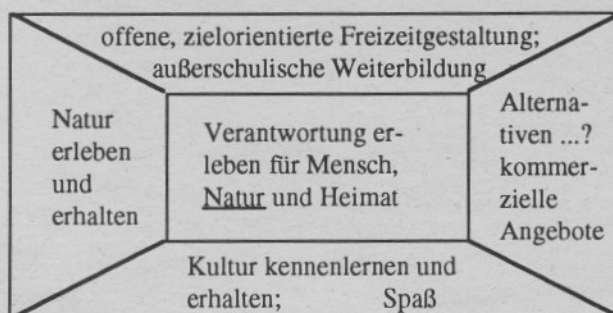 offene, zielorientierte Freizeitgestaltung;
außerschulische Weiterbildung
Natur
erleben
und
erhalten
Verantwortung er-
leben für Mensch,
Natur und Heimat
Alterna-
tiven ...?
kommer-
zielle
Angebote
Kultur kennenlernen und
erhalten; Spaß